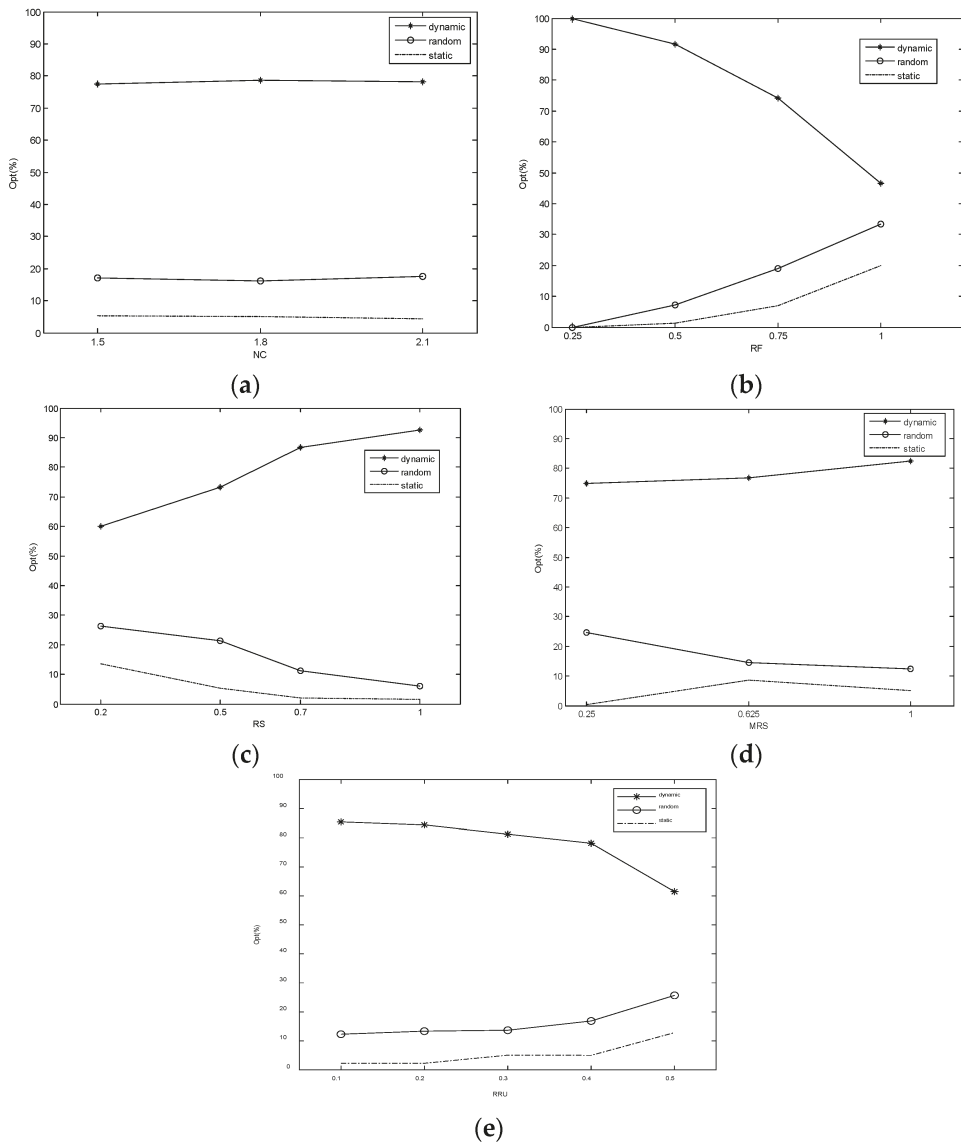 100
90
80
70
60
50
40
30
20
10
0
Opt(%)
1.5
1.8
2.1
NC
dynamic
random
static
(a)
100
90
80
70
60
50
40
30
20
10
0
Opt(%)
0.25
0.5
0.75
1
RF
dynamic
random
static
(b)
100
90
80
70
60
50
40
30
20
10
0
Opt(%)
0.2
0.5
0.7
1
RS
dynamic
random
static
(c)
100
90
80
70
60
50
40
30
20
10
0
Opt(%)
0.25
0.625
1
MRS
dynamic
random
static
(d)
100
90
80
70
60
50
40
30
20
10
0
Opt(%)
0.1
0.2
0.3
0.4
0.5
RRU
dynamic
random
static
(e)